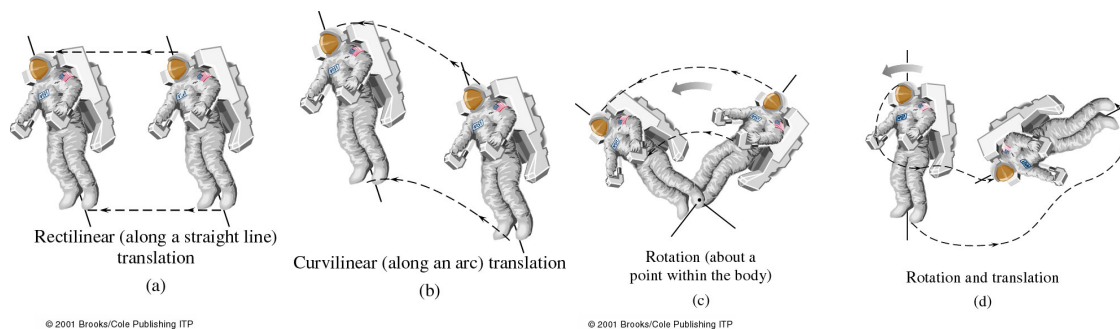 Rectilinear (along a straight line)
translation
(a)
Curvilinear (along an arc) translation
(b)
Rotation (about a
point within the body)
(c)
Rotation and translation
(d)
© 2001 Brooks/Cole Publishing ITP
© 2001 Brooks/Cole Publishing ITP